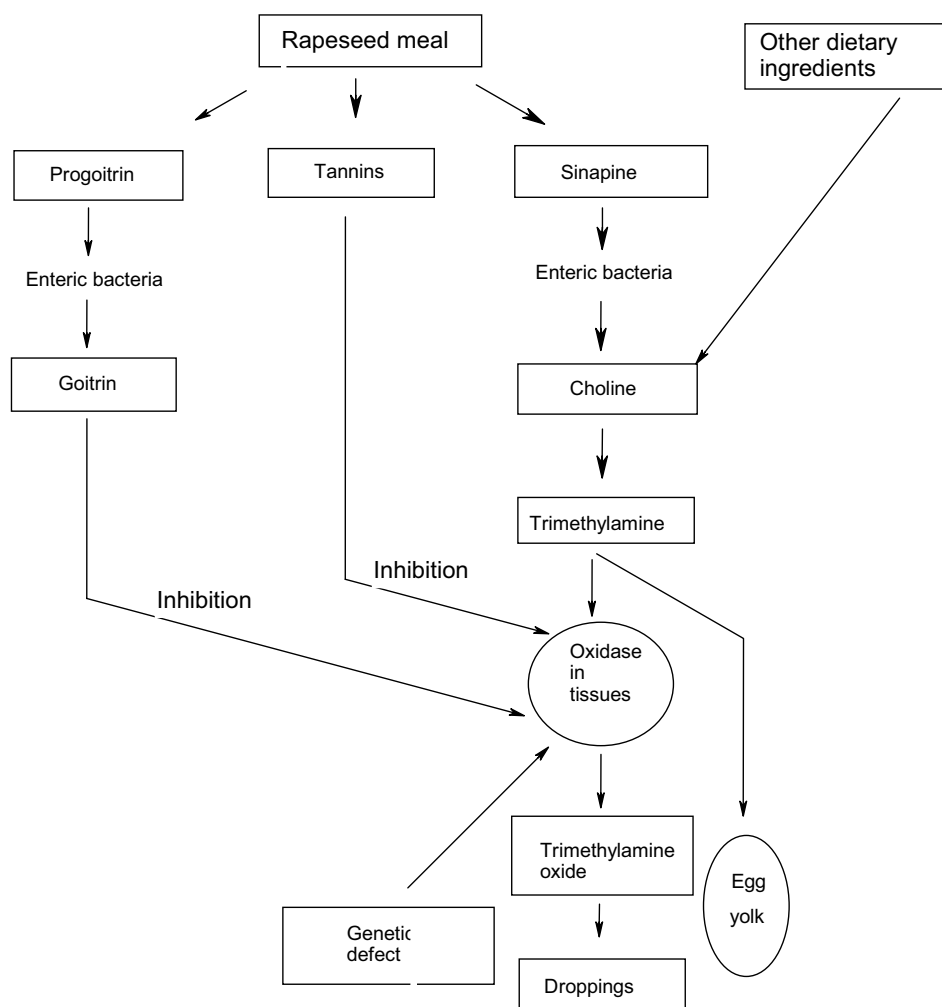 Rapeseed meal
Other dietary
ingredients
Progoitrin
Tannins
Sinapine
Enteric bacteria
Enteric bacteria
Goitrin
Choline
Trimethylamine
Inhibition
Inhibition
Oxidase
in
tissues
Trimethylamine
oxide
Egg
yolk
Genetic
defect
Droppings